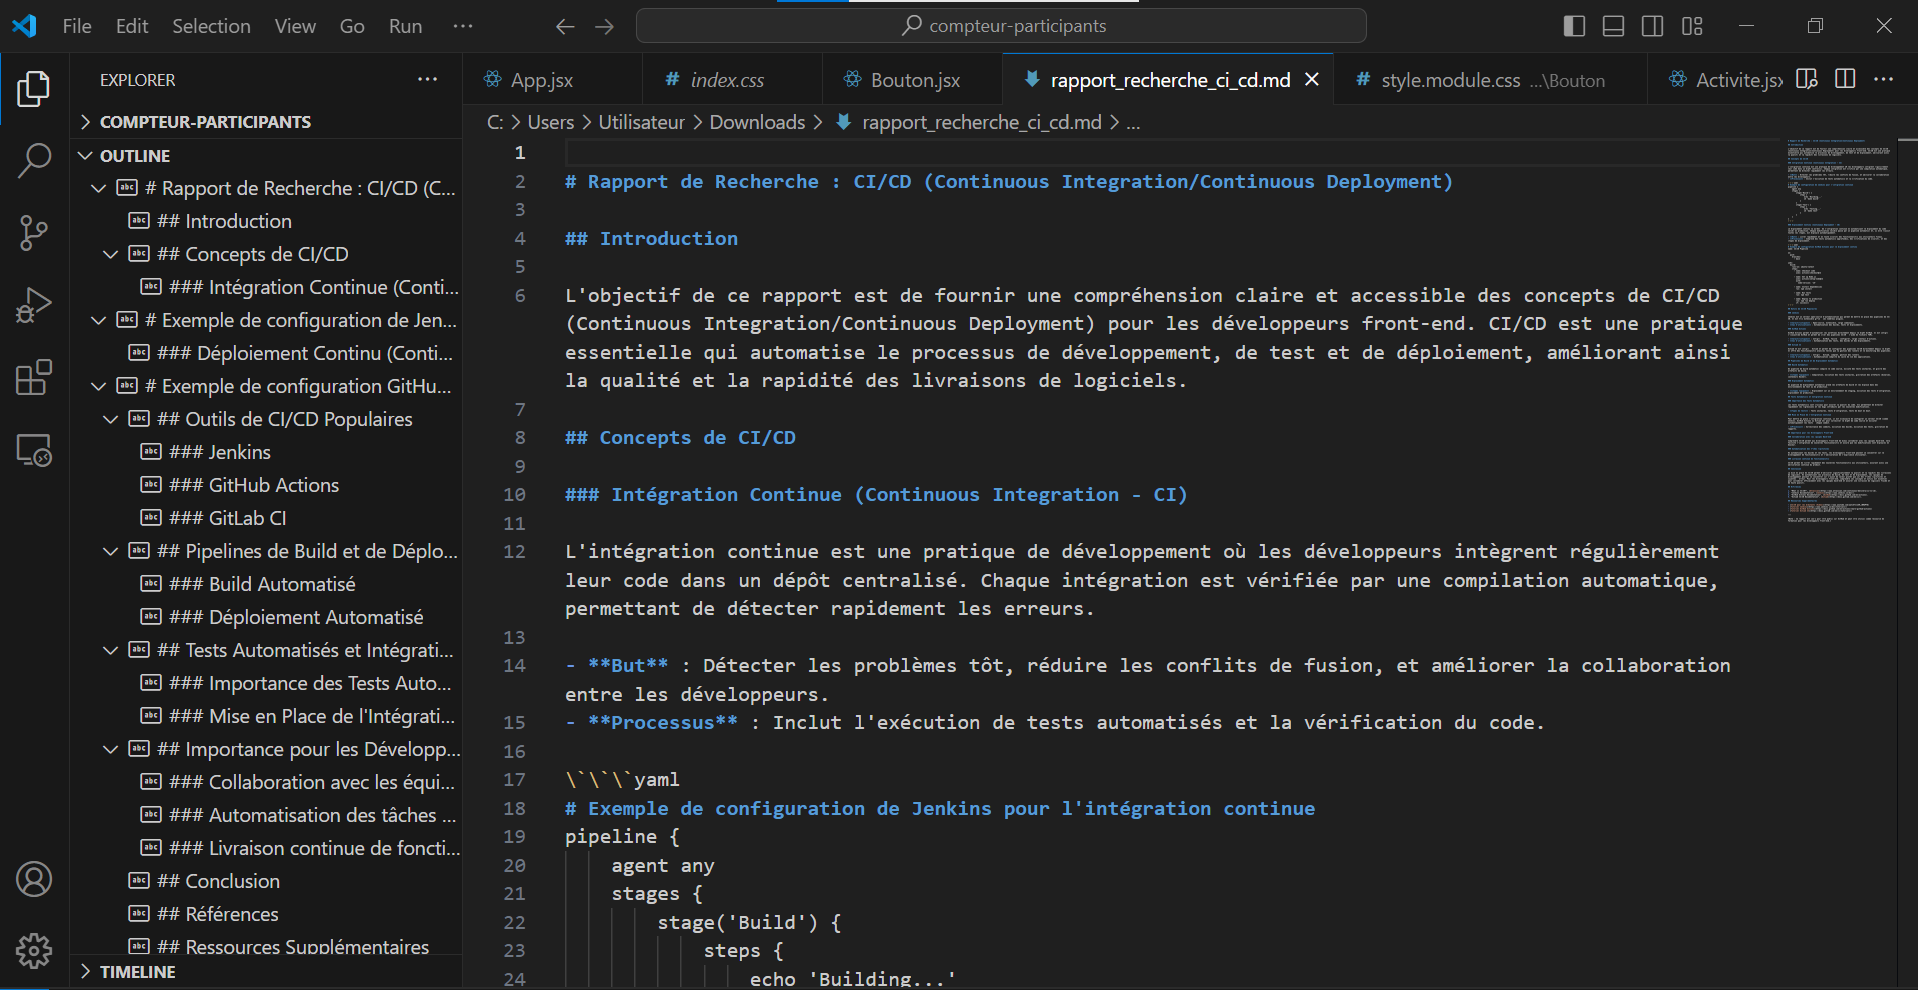 File Edit Selection View Go Run ··· compteur-participants
EXPLORER ···
COMPTEUR-PARTICIPANTS
OUTLINE
# Rapport de Recherche : CI/CD (C...
## Introduction
## Concepts de CI/CD
### Intégration Continue (Conti...
# Exemple de configuration de Jen...
### Déploiement Continu (Conti...
# Exemple de configuration GitHu...
## Outils de CI/CD Populaires
### Jenkins
### GitHub Actions
### GitLab CI
## Pipelines de Build et de Déplo...
### Build Automatisé
### Déploiement Automatisé
## Tests Automatisés et Intégrati...
### Importance des Tests Auto...
### Mise en Place de l'Intégrati...
## Importance pour les Développ...
### Collaboration avec les équi...
### Automatisation des tâches ...
### Livraison continue de foncti...
## Conclusion
## Références
## Ressources Supplémentaires
TIMELINE
App.jsx # index.css Bouton.jsx rapport_recherche_ci_cd.md # style.module.css ...\Bouton Activite.jsx ···
C: > Users > Utilisateur > Downloads > rapport_recherche_ci_cd.md > ...
1
2 # Rapport de Recherche : CI/CD (Continuous Integration/Continuous Deployment)
3
4 ## Introduction
5
6 L'objectif de ce rapport est de fournir une compréhension claire et accessible des concepts de CI/CD
(Continuous Integration/Continuous Deployment) pour les développeurs front-end. CI/CD est une pratique
essentielle qui automatise le processus de développement, de test et de déploiement, améliorant ainsi
la qualité et la rapidité des livraisons de logiciels.
7
8 ## Concepts de CI/CD
9
10 ### Intégration Continue (Continuous Integration - CI)
11
12 L'intégration continue est une pratique de développement où les développeurs intègrent régulièrement
leur code dans un dépôt centralisé. Chaque intégration est vérifiée par une compilation automatique,
permettant de détecter rapidement les erreurs.
13
14 - **But** : Détecter les problèmes tôt, réduire les conflits de fusion, et améliorer la collaboration
entre les développeurs.
15 - **Processus** : Inclut l'exécution de tests automatisés et la vérification du code.
16
17 \`\`\`yaml
18 # Exemple de configuration de Jenkins pour l'intégration continue
19 pipeline {
20 agent any
21 stages {
22 stage('Build') {
23 steps {
24 echo 'Building...'